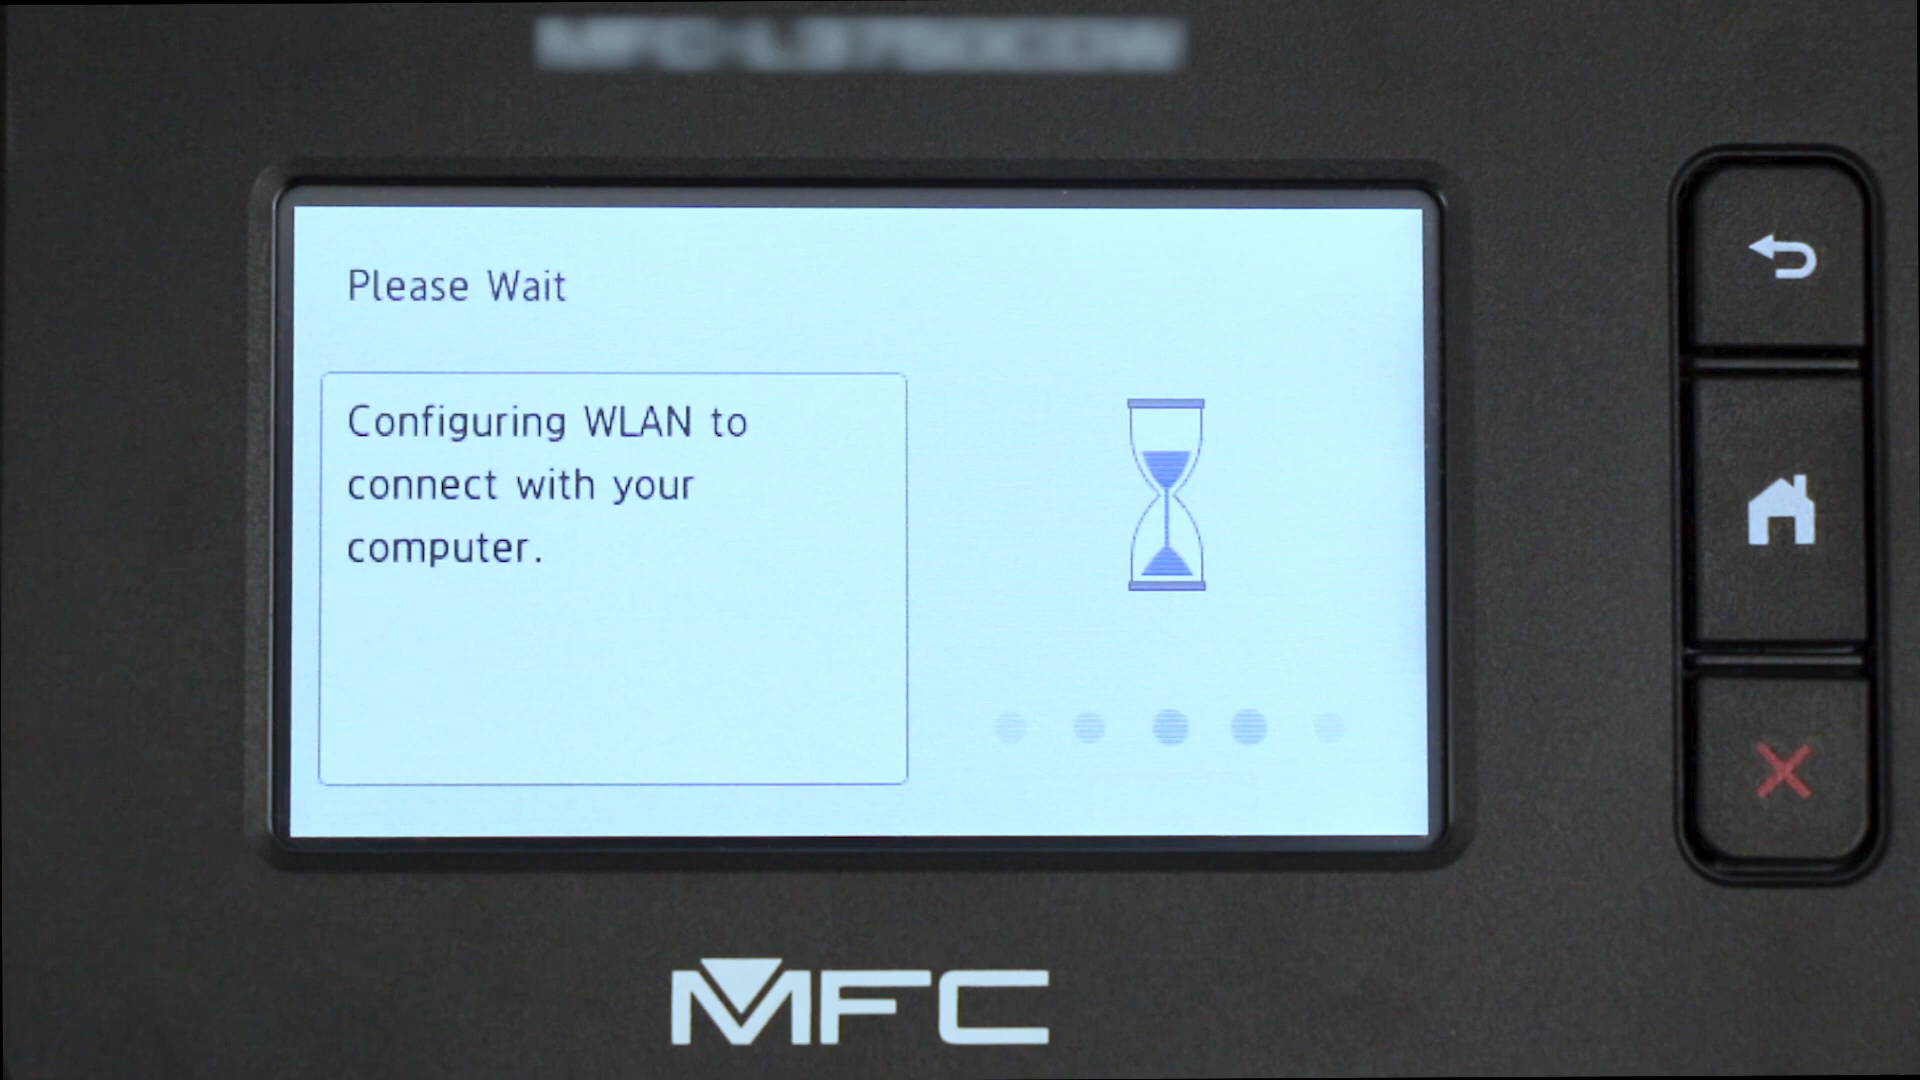 Please Wait
Configuring WLAN to
connect with your
computer.
MFC